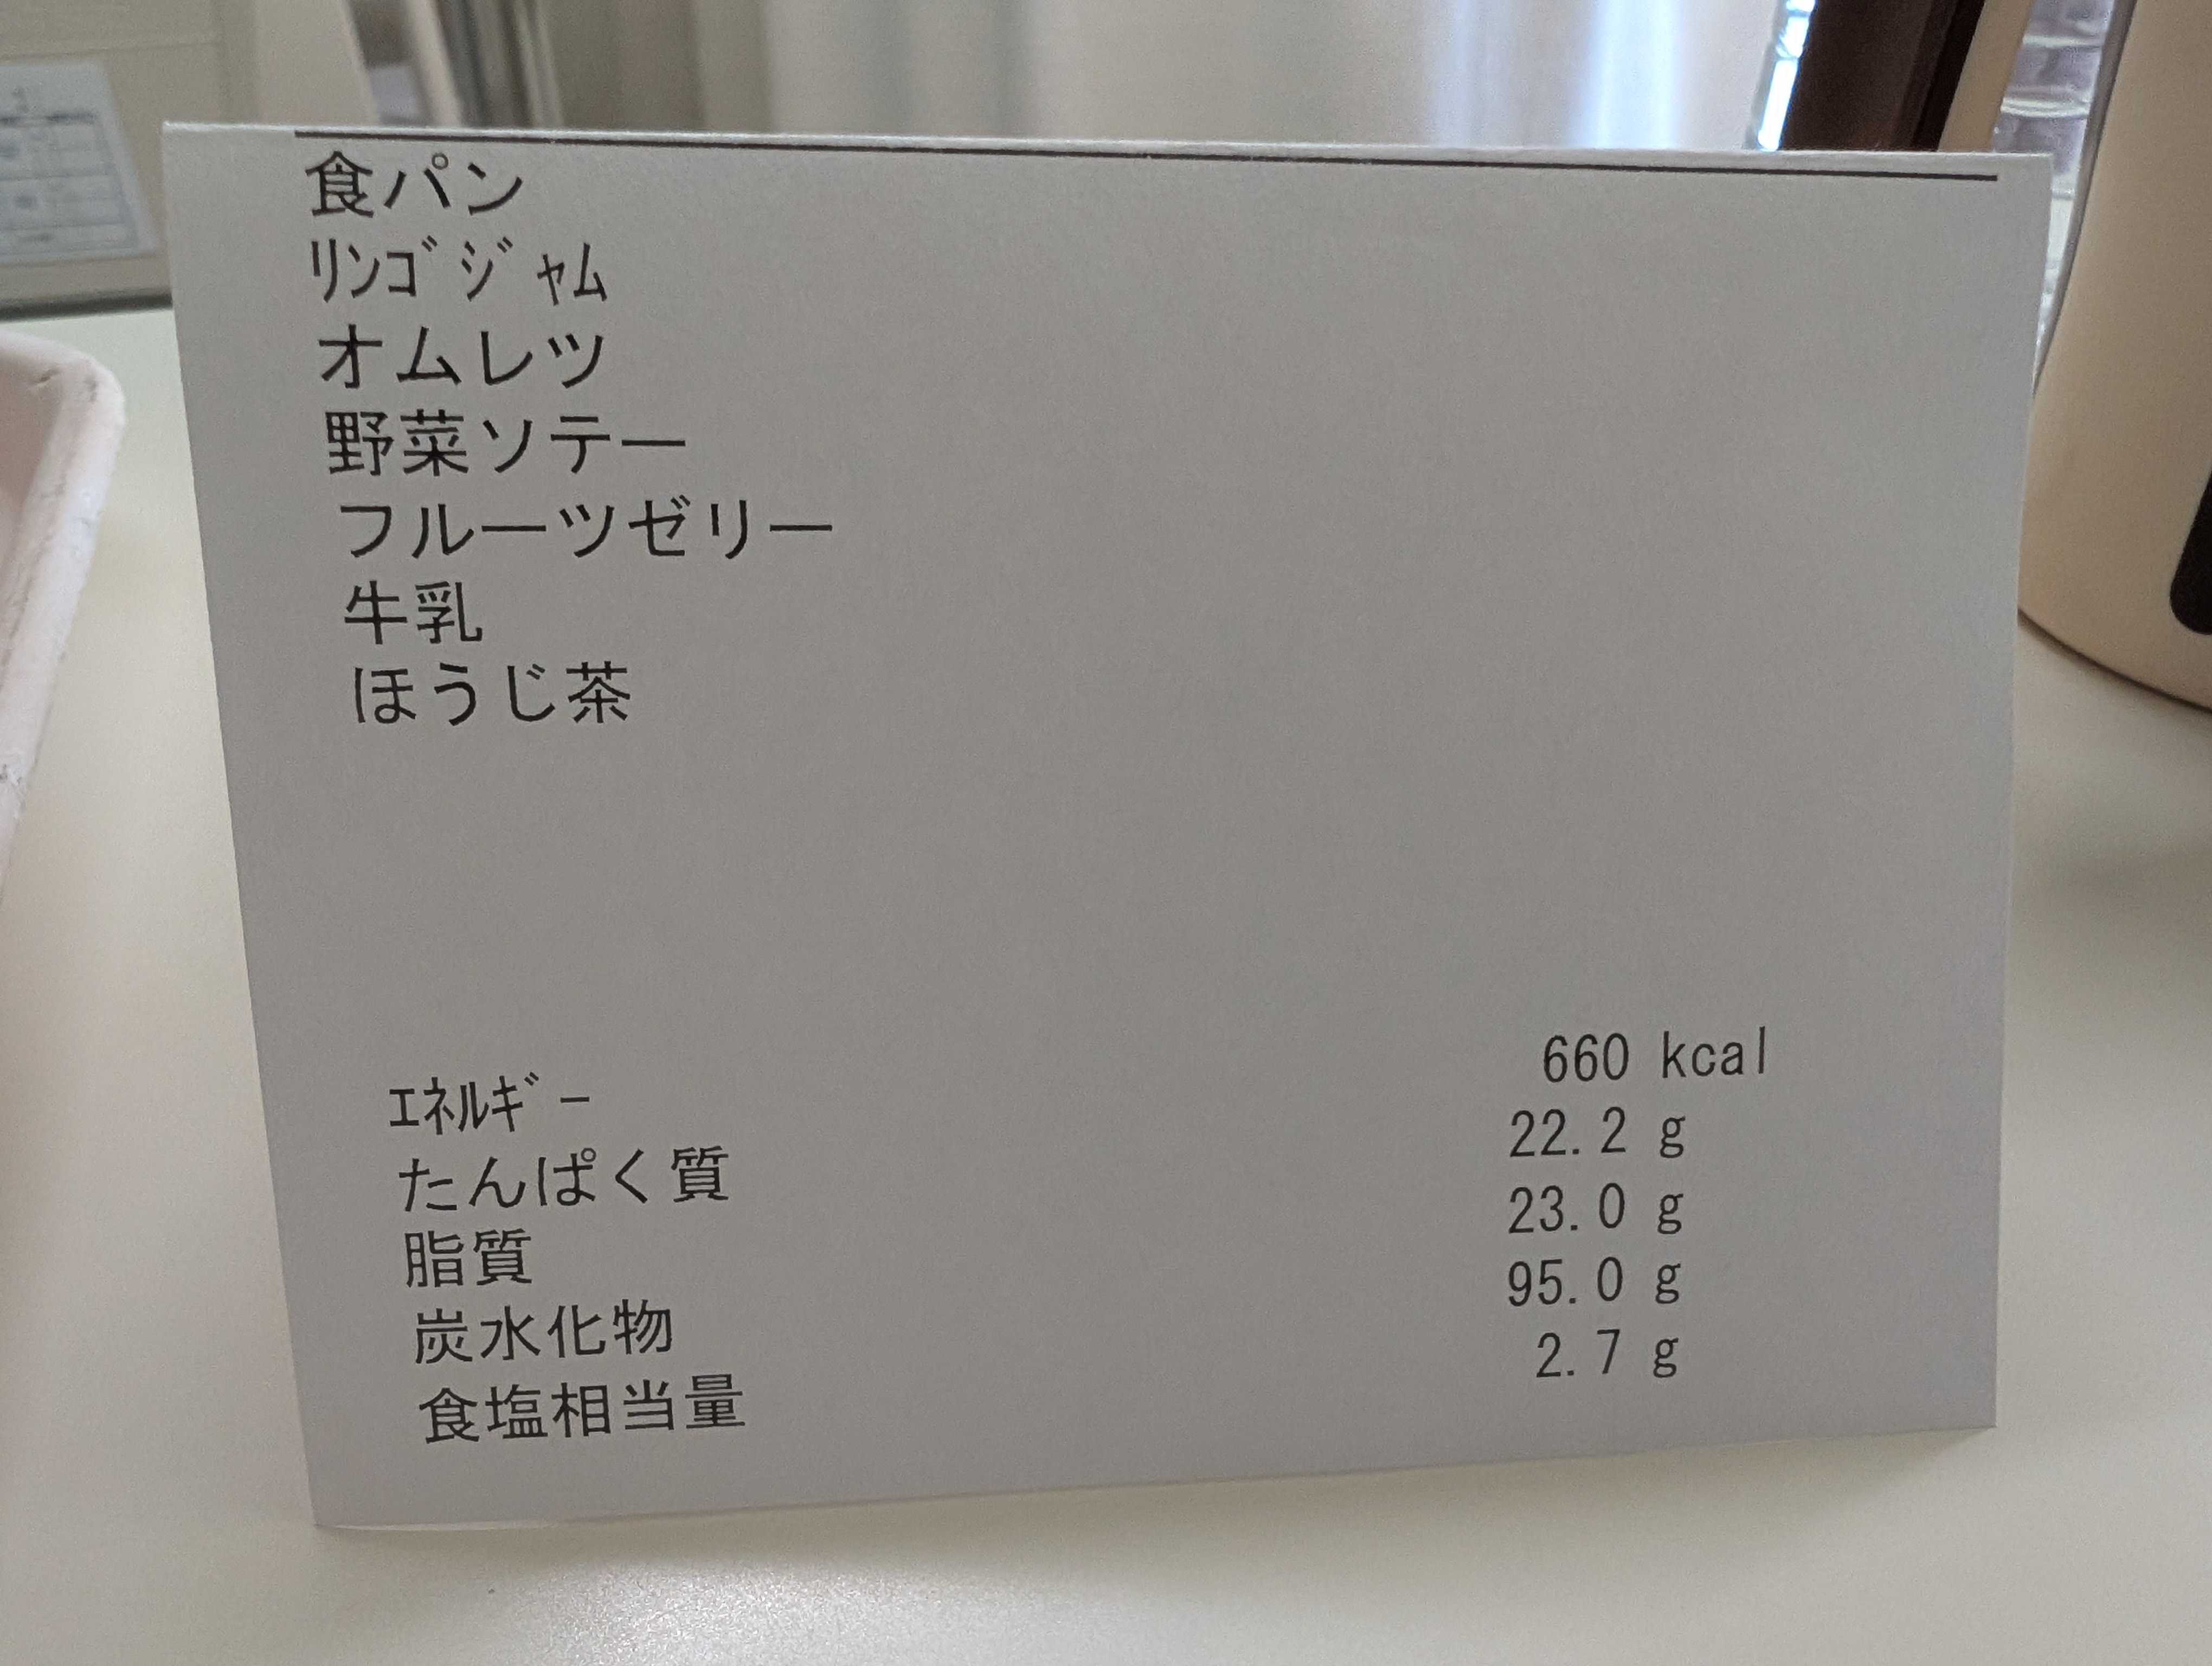 食パン
ﾘﾝｺﾞｼﾞｬﾑ
オムレツ
野菜ソテー
フルーツゼリー
牛乳
ほうじ茶
ｴﾈﾙｷﾞｰ 660 kcal
たんぱく質 22.2 g
脂質 23.0 g
炭水化物 95.0 g
食塩相当量 2.7 g